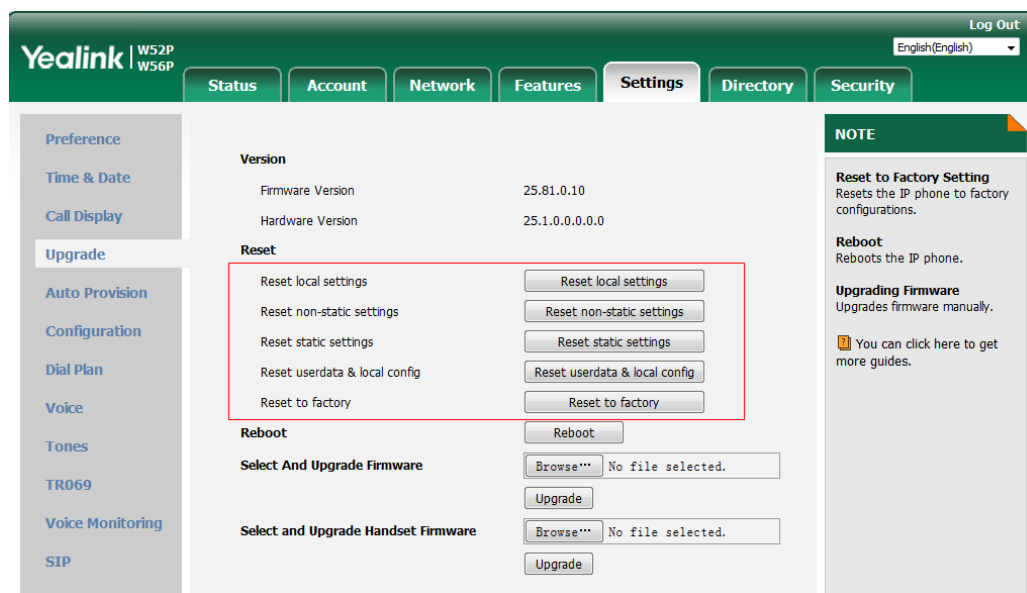 Log Out
Yealink | W52P
W56P
English(English)
Status Account Network Features Settings Directory Security
Preference
Time & Date
Call Display
Upgrade
Auto Provision
Configuration
Dial Plan
Voice
Tones
TR069
Voice Monitoring
SIP
Version
Firmware Version 25.81.0.10
Hardware Version 25.1.0.0.0.0.0
Reset
Reset local settings Reset local settings
Reset non-static settings Reset non-static settings
Reset static settings Reset static settings
Reset userdata & local config Reset userdata & local config
Reset to factory Reset to factory
Reboot Reboot
Select And Upgrade Firmware Browse··· No file selected.
Upgrade
Select and Upgrade Handset Firmware Browse··· No file selected.
Upgrade
NOTE
Reset to Factory Setting
Resets the IP phone to factory
configurations.
Reboot
Reboots the IP phone.
Upgrading Firmware
Upgrades firmware manually.
You can click here to get
more guides.